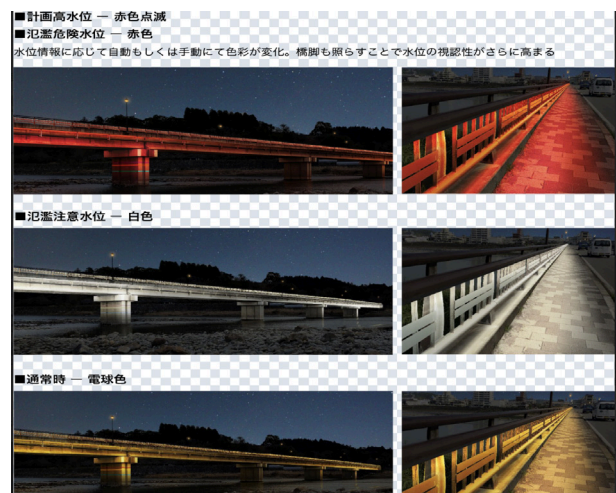 ■計画高水位 ― 赤色点滅
■氾濫危険水位 ― 赤色
水位情報に応じて自動もしくは手動にて色彩が変化。橋脚も照らすことで水位の視認性がさらに高まる
■氾濫注意水位 ― 白色
■通常時 ― 電球色